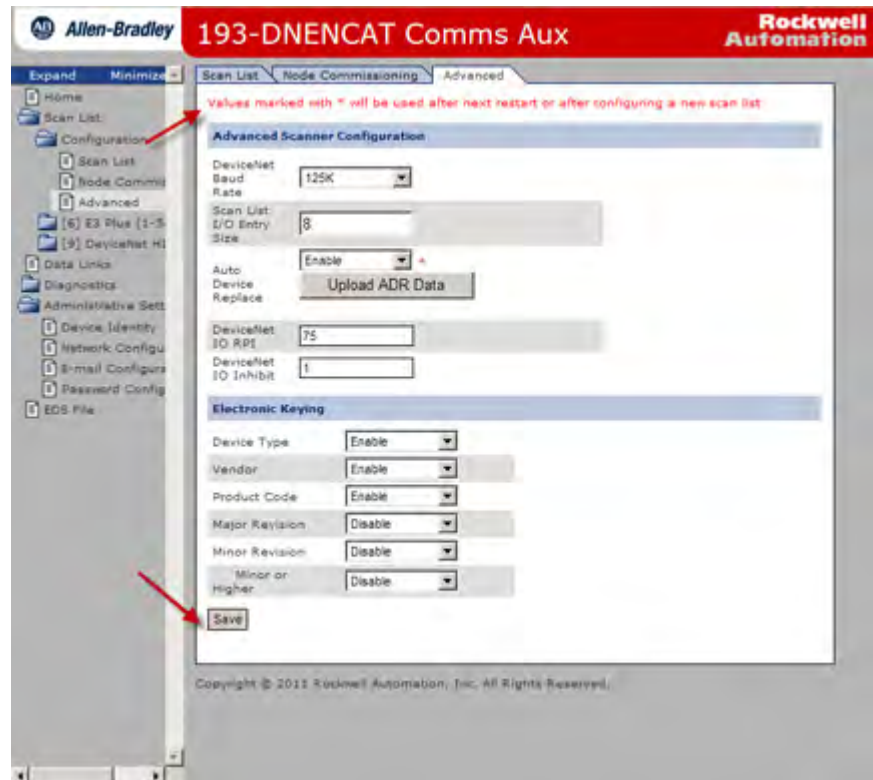 Allen-Bradley
193-DNENCAT Comms Aux
Rockwell
Automation
Expand Minimize
Home
Scan List
Configuration
Scan List
Node Commis
Advanced
[6] E3 Plus (1-5
[9] DeviceNet HI
Data Links
Diagnostics
Administrative Sett
Device Identity
Network Configu
E-mail Configura
Password Config
EDS File
Scan List
Node Commissioning
Advanced
Values marked with * will be used after next restart or after configuring a new scan list
Advanced Scanner Configuration
DeviceNet
Baud
Rate
125K
Scan List
I/O Entry
Size
8
Auto
Device
Replace
Enable *
Upload ADR Data
DeviceNet
IO RPI
75
DeviceNet
IO Inhibit
1
Electronic Keying
Device Type Enable
Vendor Enable
Product Code Enable
Major Revision Disable
Minor Revision Disable
Minor or
Higher
Disable
Save
Copyright © 2011 Rockwell Automation, Inc. All Rights Reserved.